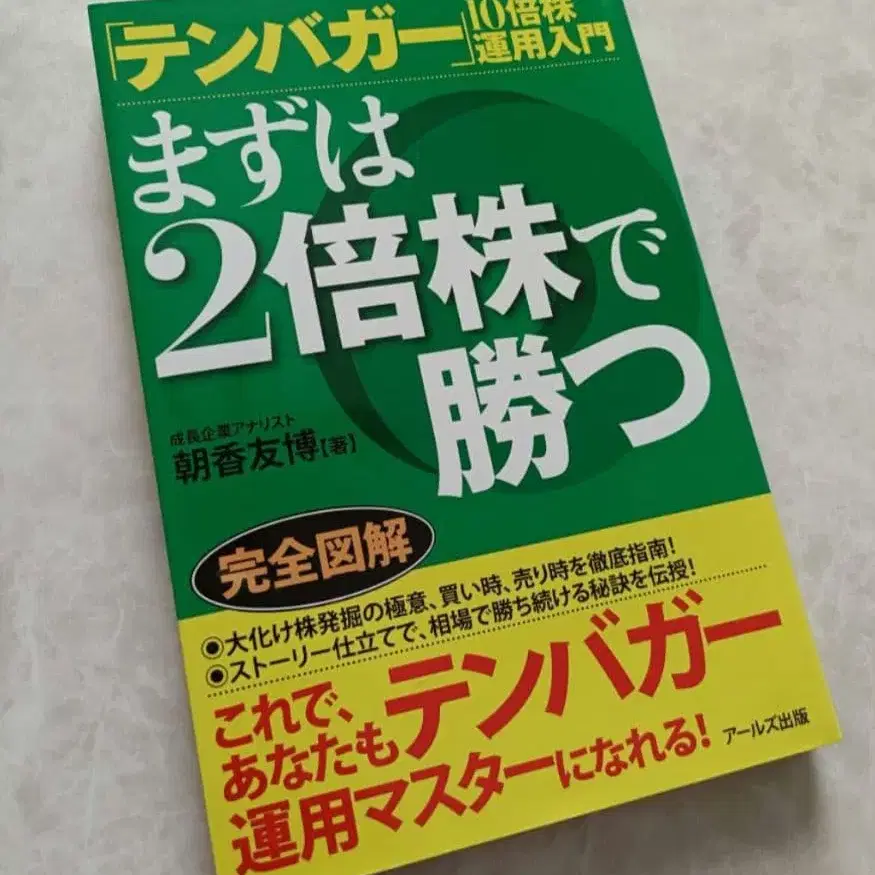 「テンバガー」10倍株
運用入門
まずは
2倍株で
勝つ
成長企業アナリスト
朝香友博【著】
完全図解
●大化け株発掘の極意、買い時、売り時を徹底指南!
●ストーリー仕立てで、相場で勝ち続ける秘訣を伝授!
これで、
あなたもテンバガー
運用マスターになれる!
アールズ出版